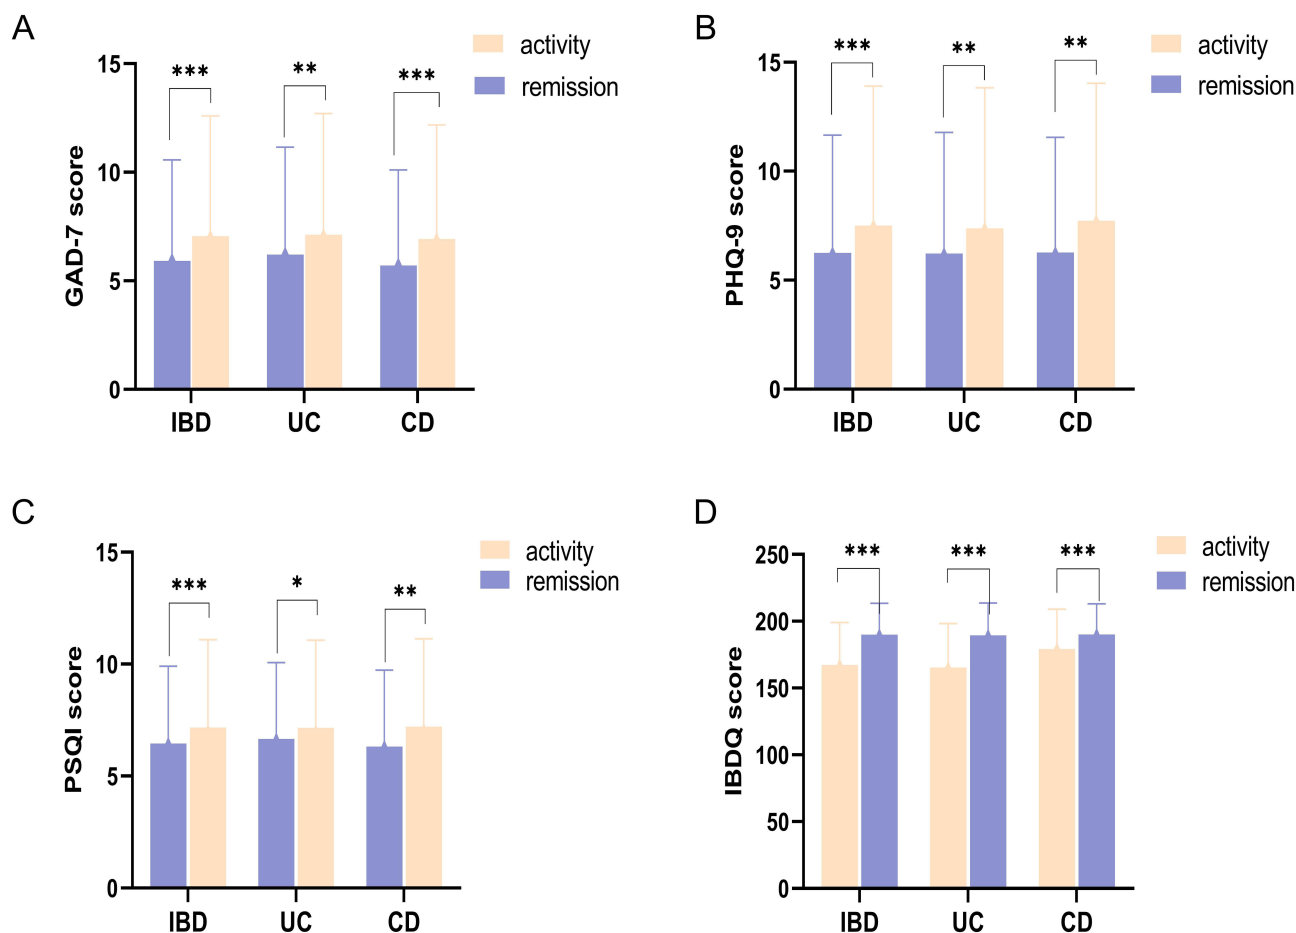 A
activity
remission
GAD-7 score
15
10
5
0
***
**
***
IBD
UC
CD
B
activity
remission
PHQ-9 score
15
10
5
0
***
**
**
IBD
UC
CD
C
activity
remission
PSQI score
15
10
5
0
***
*
**
IBD
UC
CD
D
activity
remission
IBDQ score
250
200
150
100
50
0
***
***
***
IBD
UC
CD